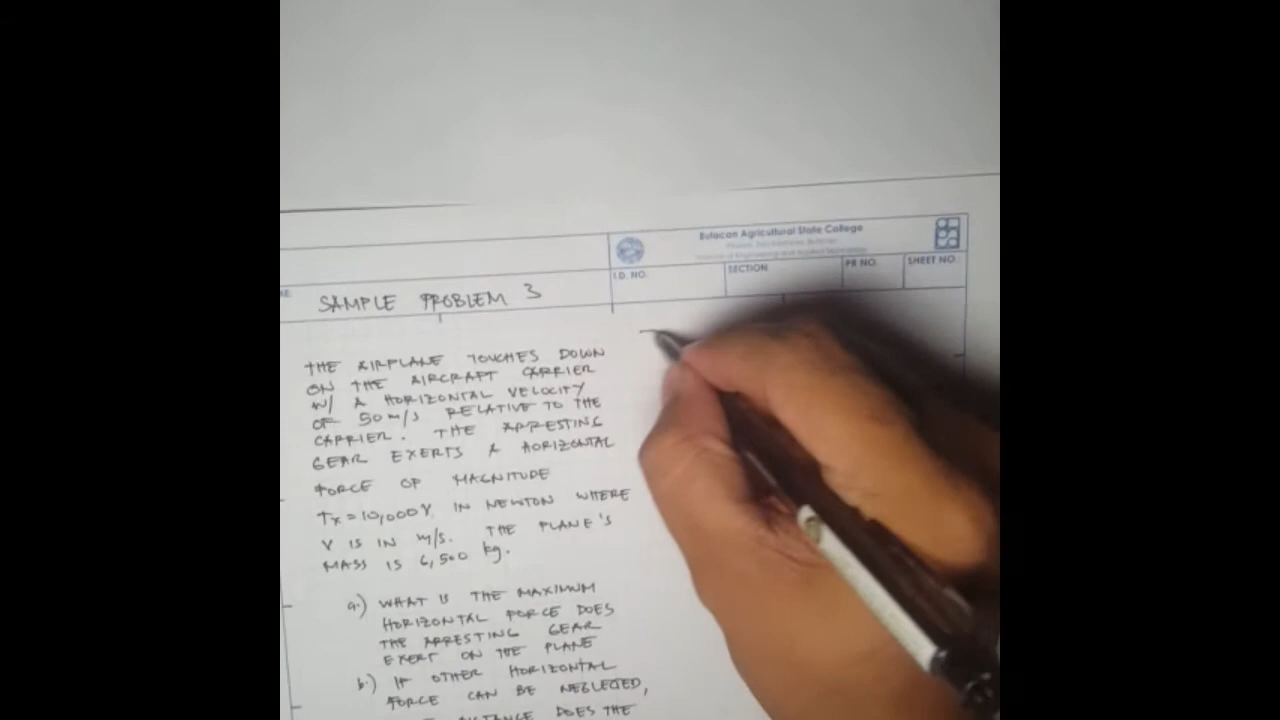 Bulacan Agricultural State College
I.D. NO.
SECTION
PR NO.
SHEET NO.:
SAMPLE PROBLEM 3
THE AIRPLANE TOUCHES DOWN
ON THE AIRCRAFT CARRIER
W/ A HORIZONTAL VELOCITY
OF 50 m/s RELATIVE TO THE
CARRIER. THE ARRESTING
GEAR EXERTS A HORIZONTAL
FORCE OF MAGNITUDE
Tx = 10,000V IN NEWTON WHERE
V IS IN m/s. THE PLANE'S
MASS IS 6,500 kg.
a.) WHAT IS THE MAXIMUM
HORIZONTAL FORCE DOES
THE ARRESTING GEAR
EXERT ON THE PLANE
b.) IF OTHER HORIZONTAL
FORCE CAN BE NEGLECTED,
DISTANCE DOES THE